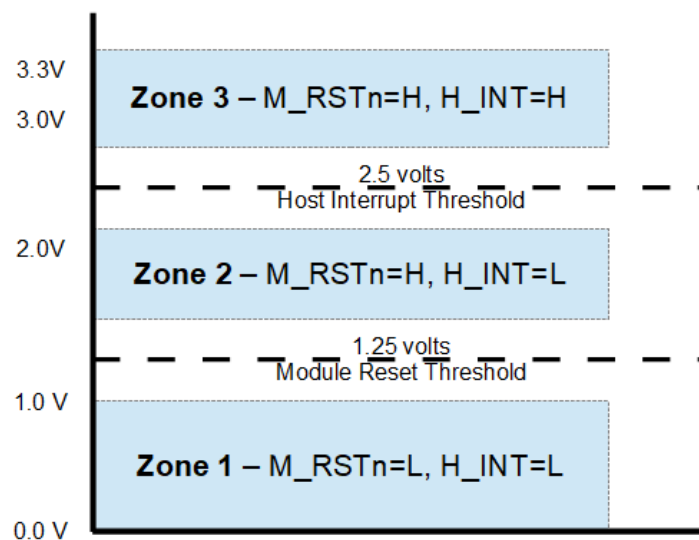 3.3V
Zone 3 – M_RSTn=H, H_INT=H
3.0V
2.5 volts
Host Interrupt Threshold
2.0V
Zone 2 – M_RSTn=H, H_INT=L
1.25 volts
Module Reset Threshold
1.0 V
Zone 1 – M_RSTn=L, H_INT=L
0.0 V